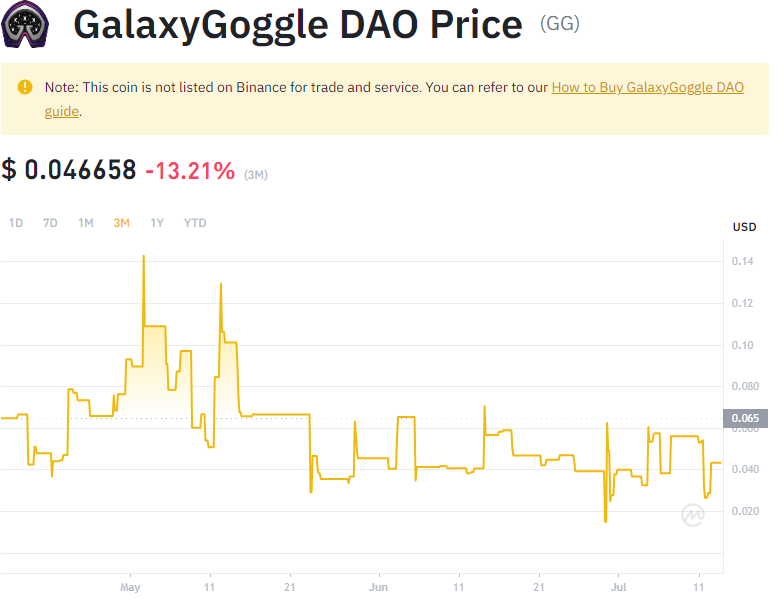 GalaxyGoggle DAO Price (GG)
Note: This coin is not listed on Binance for trade and service. You can refer to our How to Buy GalaxyGoggle DAO
guide.
$ 0.046658 -13.21% (3M)
1D 7D 1M 3M 1Y YTD
USD
0.14
0.12
0.10
0.080
0.065
0.060
0.040
0.020
May 11 21 Jun 11 21 Jul 11